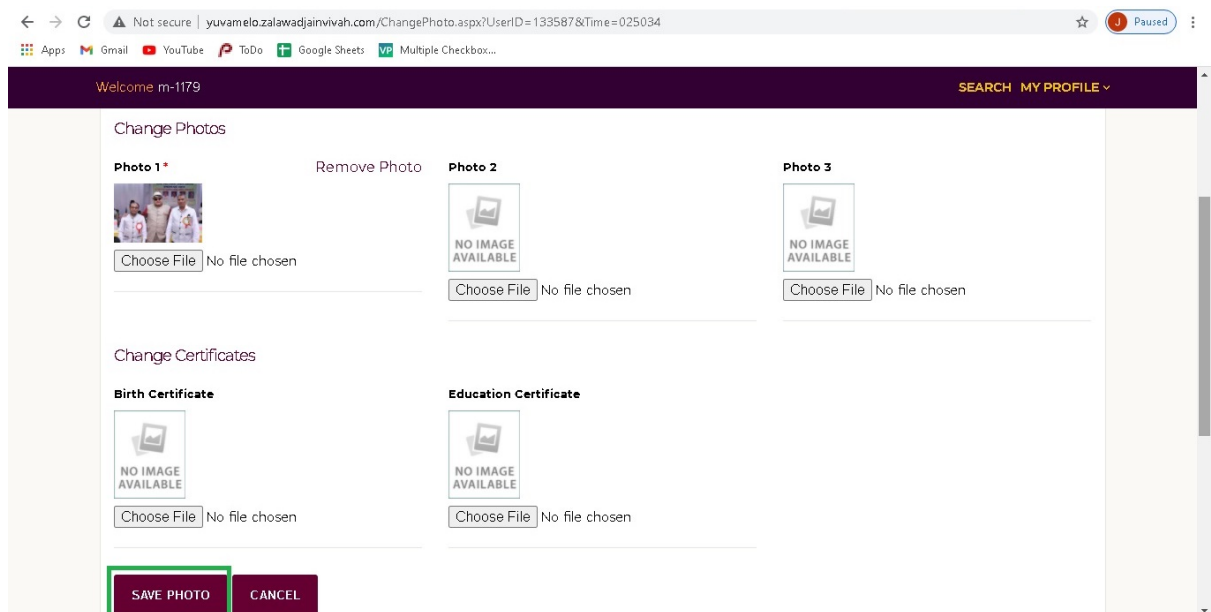 Not secure | yuvamelo.zalawadjainvivah.com/ChangePhoto.aspx?UserID=133587&Time=025034
J Paused
Apps Gmail YouTube ToDo Google Sheets VP Multiple Checkbox...
Welcome m-1179 SEARCH MY PROFILE
Change Photos
Photo 1* Remove Photo Photo 2 Photo 3
NO IMAGE AVAILABLE NO IMAGE AVAILABLE
Choose File No file chosen
Choose File No file chosen Choose File No file chosen
Change Certificates
Birth Certificate Education Certificate
NO IMAGE AVAILABLE NO IMAGE AVAILABLE
Choose File No file chosen Choose File No file chosen
SAVE PHOTO CANCEL